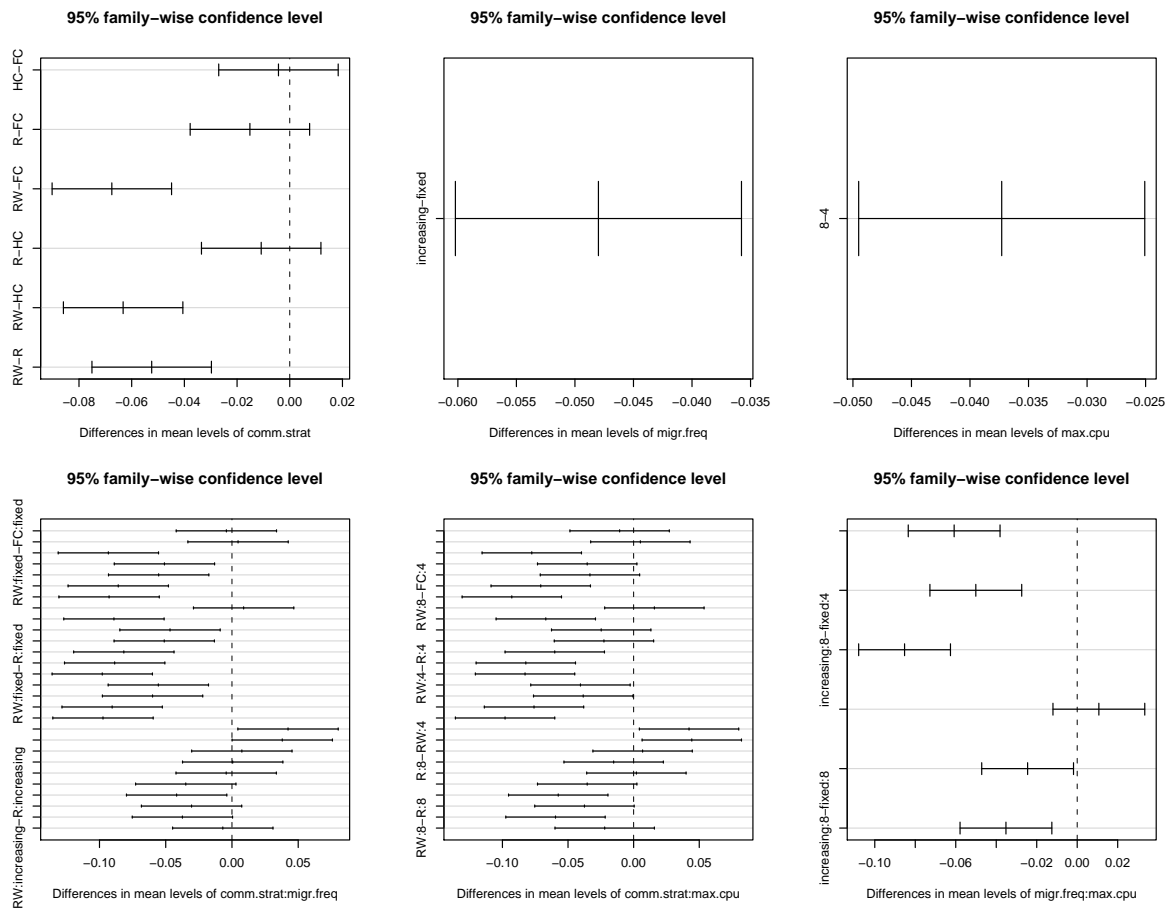 95% family−wise confidence level
HC−FC
R−FC
RW−FC
R−HC
RW−HC
RW−R
−0.08 −0.06 −0.04 −0.02 0.00 0.02
Differences in mean levels of comm.strat
95% family−wise confidence level
increasing−fixed
−0.060 −0.055 −0.050 −0.045 −0.040 −0.035
Differences in mean levels of migr.freq
95% family−wise confidence level
8−4
−0.050 −0.045 −0.040 −0.035 −0.030 −0.025
Differences in mean levels of max.cpu
95% family−wise confidence level
RW:fixed−FC:fixed
RW:fixed−R:fixed
RW:increasing−R:increasing
−0.10 −0.05 0.00 0.05
Differences in mean levels of comm.strat:migr.freq
95% family−wise confidence level
RW:8−FC:4
RW:4−R:4
R:8−RW:4
RW:8−R:8
−0.10 −0.05 0.00 0.05
Differences in mean levels of comm.strat:max.cpu
95% family−wise confidence level
increasing:8−fixed:4
increasing:8−fixed:8
−0.10 −0.06 −0.02 0.00 0.02
Differences in mean levels of migr.freq:max.cpu